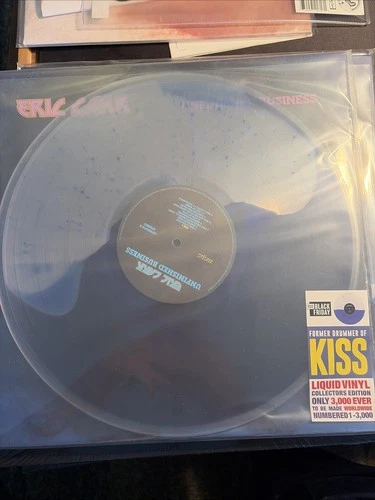 ERIC CARR
BUSINESS
ERIC CARR
UNFINISHED BUSINESS
BLACK
FRIDAY
FORMER DRUMMER OF
KISS
LIQUID VINYL
COLLECTORS EDITION
ONLY 3,000 EVER
TO BE MADE WORLDWIDE
NUMBERED 1-3,000